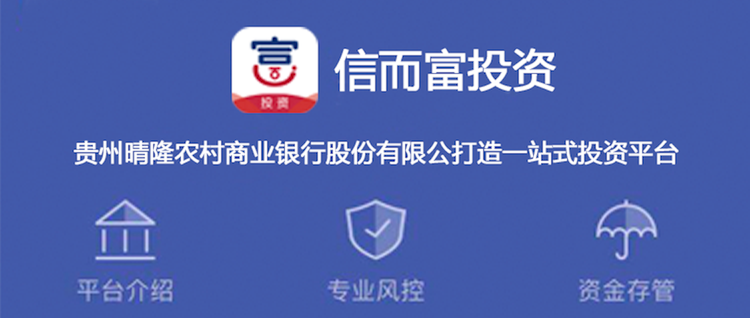 富
投资
信而富投资
贵州晴隆农村商业银行股份有限公打造一站式投资平台
平台介绍
专业风控
资金存管